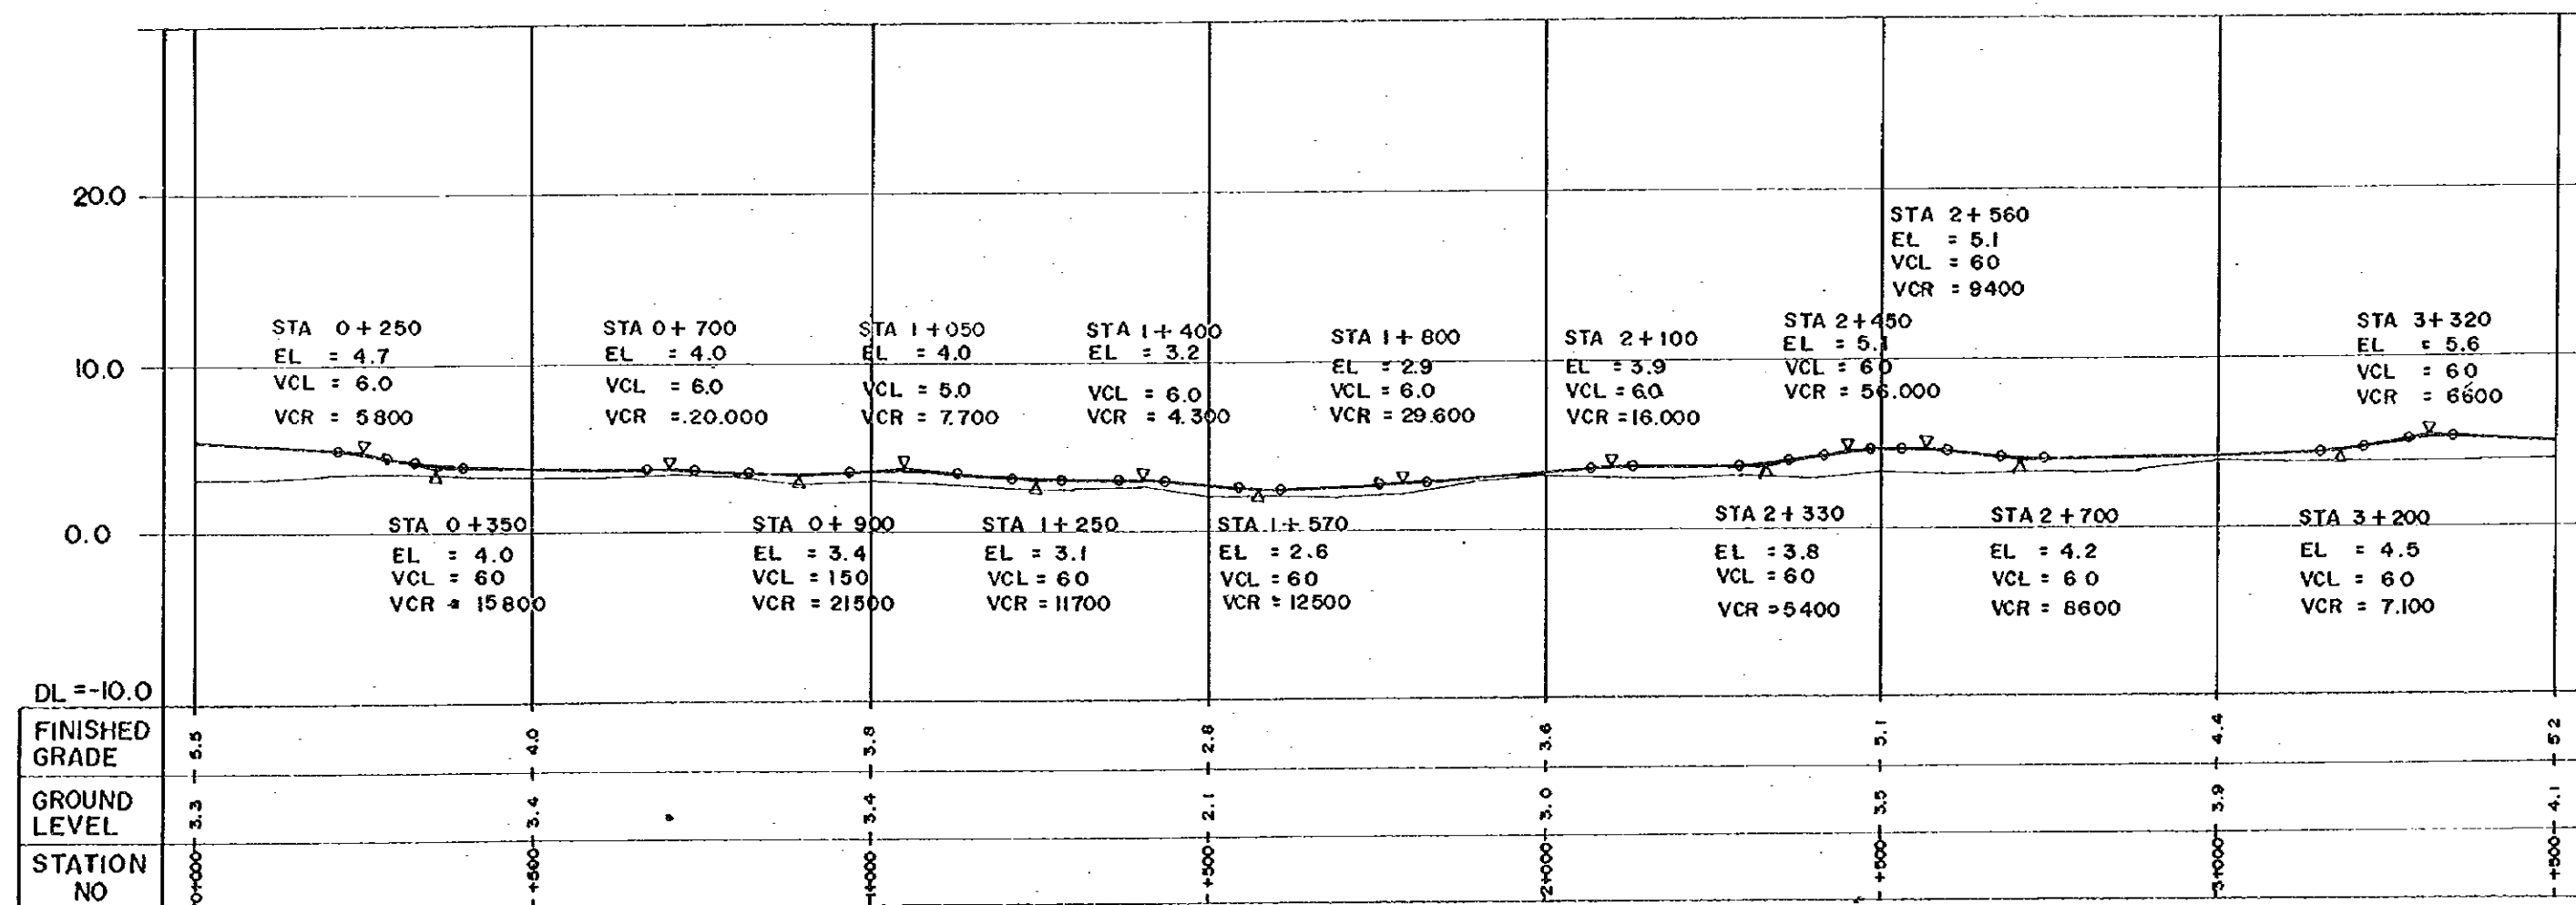 20.0
10.0
0.0
DL =-10.0
STA 0+250
EL = 4.7
VCL = 6.0
VCR = 5800
STA 0+700
EL = 4.0
VCL = 6.0
VCR = 20.000
STA 1+050
EL = 4.0
VCL = 5.0
VCR = 7.700
STA 1+400
EL = 3.2
VCL = 6.0
VCR = 4.300
STA 1+800
EL = 2.9
VCL = 6.0
VCR = 29.600
STA 2+100
EL = 3.9
VCL = 6.0
VCR = 16.000
STA 2+450
EL = 5.1
VCL = 60
VCR = 56.000
STA 2+560
EL = 5.1
VCL = 60
VCR = 9400
STA 3+320
EL = 5.6
VCL = 60
VCR = 6600
STA 0+350
EL = 4.0
VCL = 60
VCR = 15800
STA 0+900
EL = 3.4
VCL = 150
VCR = 21500
STA 1+250
EL = 3.1
VCL = 60
VCR = 11700
STA 1+570
EL = 2.6
VCL = 60
VCR = 12500
STA 2+330
EL = 3.8
VCL = 60
VCR = 5400
STA 2+700
EL = 4.2
VCL = 60
VCR = 8600
STA 3+200
EL = 4.5
VCL = 60
VCR = 7.100
FINISHED GRADE 5.5 4.0 3.8 2.8 3.6 5.1 4.4 5.2
GROUND LEVEL 3.3 3.4 3.4 2.1 3.0 3.5 3.9 4.1
STATION NO 0+000 +500 1+000 +500 2+000 +500 3+000 +500